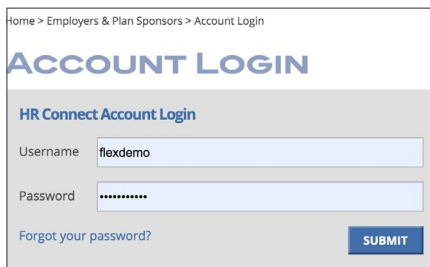 Home > Employers & Plan Sponsors > Account Login
ACCOUNT LOGIN
HR Connect Account Login
Username flexdemo
Password •••••••••••
Forgot your password? SUBMIT